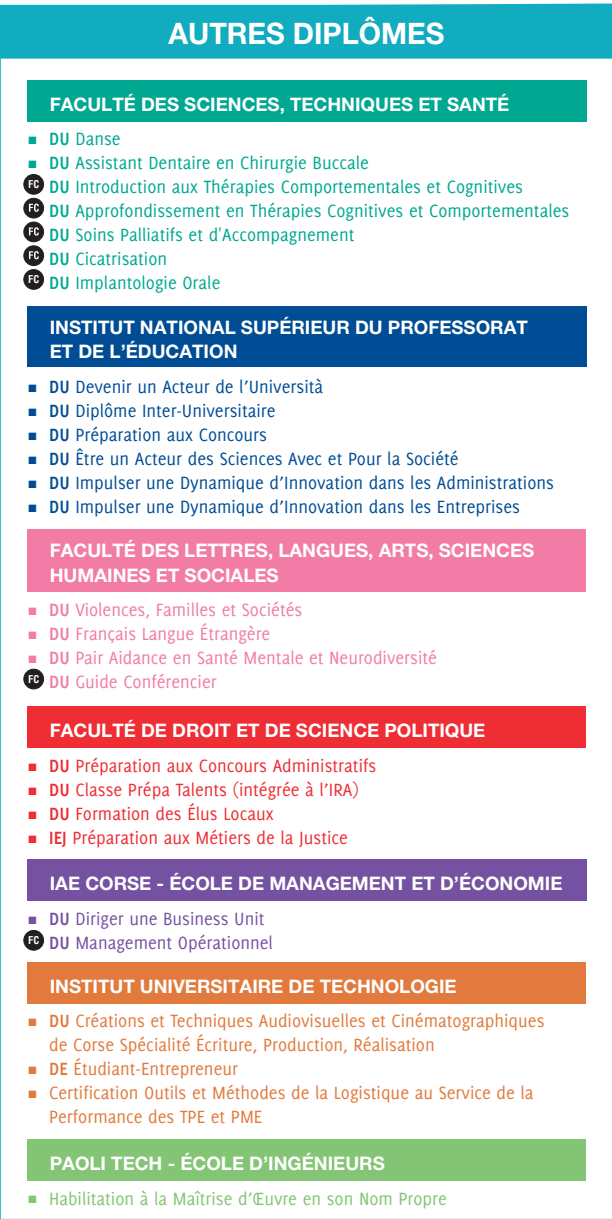 AUTRES DIPLÔMES
FACULTÉ DES SCIENCES, TECHNIQUES ET SANTÉ
▪ DU Danse
▪ DU Assistant Dentaire en Chirurgie Buccale
FC DU Introduction aux Thérapies Comportementales et Cognitives
FC DU Approfondissement en Thérapies Cognitives et Comportementales
FC DU Soins Palliatifs et d'Accompagnement
FC DU Cicatrisation
FC DU Implantologie Orale
INSTITUT NATIONAL SUPÉRIEUR DU PROFESSORAT
ET DE L’ÉDUCATION
▪ DU Devenir un Acteur de l’Università
▪ DU Diplôme Inter-Universitaire
▪ DU Préparation aux Concours
▪ DU Être un Acteur des Sciences Avec et Pour la Société
▪ DU Impulser une Dynamique d’Innovation dans les Administrations
▪ DU Impulser une Dynamique d’Innovation dans les Entreprises
FACULTÉ DES LETTRES, LANGUES, ARTS, SCIENCES
HUMAINES ET SOCIALES
▪ DU Violences, Familles et Sociétés
▪ DU Français Langue Étrangère
▪ DU Pair Aidance en Santé Mentale et Neurodiversité
FC DU Guide Conférencier
FACULTÉ DE DROIT ET DE SCIENCE POLITIQUE
▪ DU Préparation aux Concours Administratifs
▪ DU Classe Prépa Talents (intégrée à l’IRA)
▪ DU Formation des Élus Locaux
▪ IEJ Préparation aux Métiers de la Justice
IAE CORSE - ÉCOLE DE MANAGEMENT ET D’ÉCONOMIE
▪ DU Diriger une Business Unit
FC DU Management Opérationnel
INSTITUT UNIVERSITAIRE DE TECHNOLOGIE
▪ DU Créations et Techniques Audiovisuelles et Cinématographiques
de Corse Spécialité Écriture, Production, Réalisation
▪ DE Étudiant-Entrepreneur
▪ Certification Outils et Méthodes de la Logistique au Service de la
Performance des TPE et PME
PAOLI TECH - ÉCOLE D’INGÉNIEURS
▪ Habilitation à la Maîtrise d’Œuvre en son Nom Propre